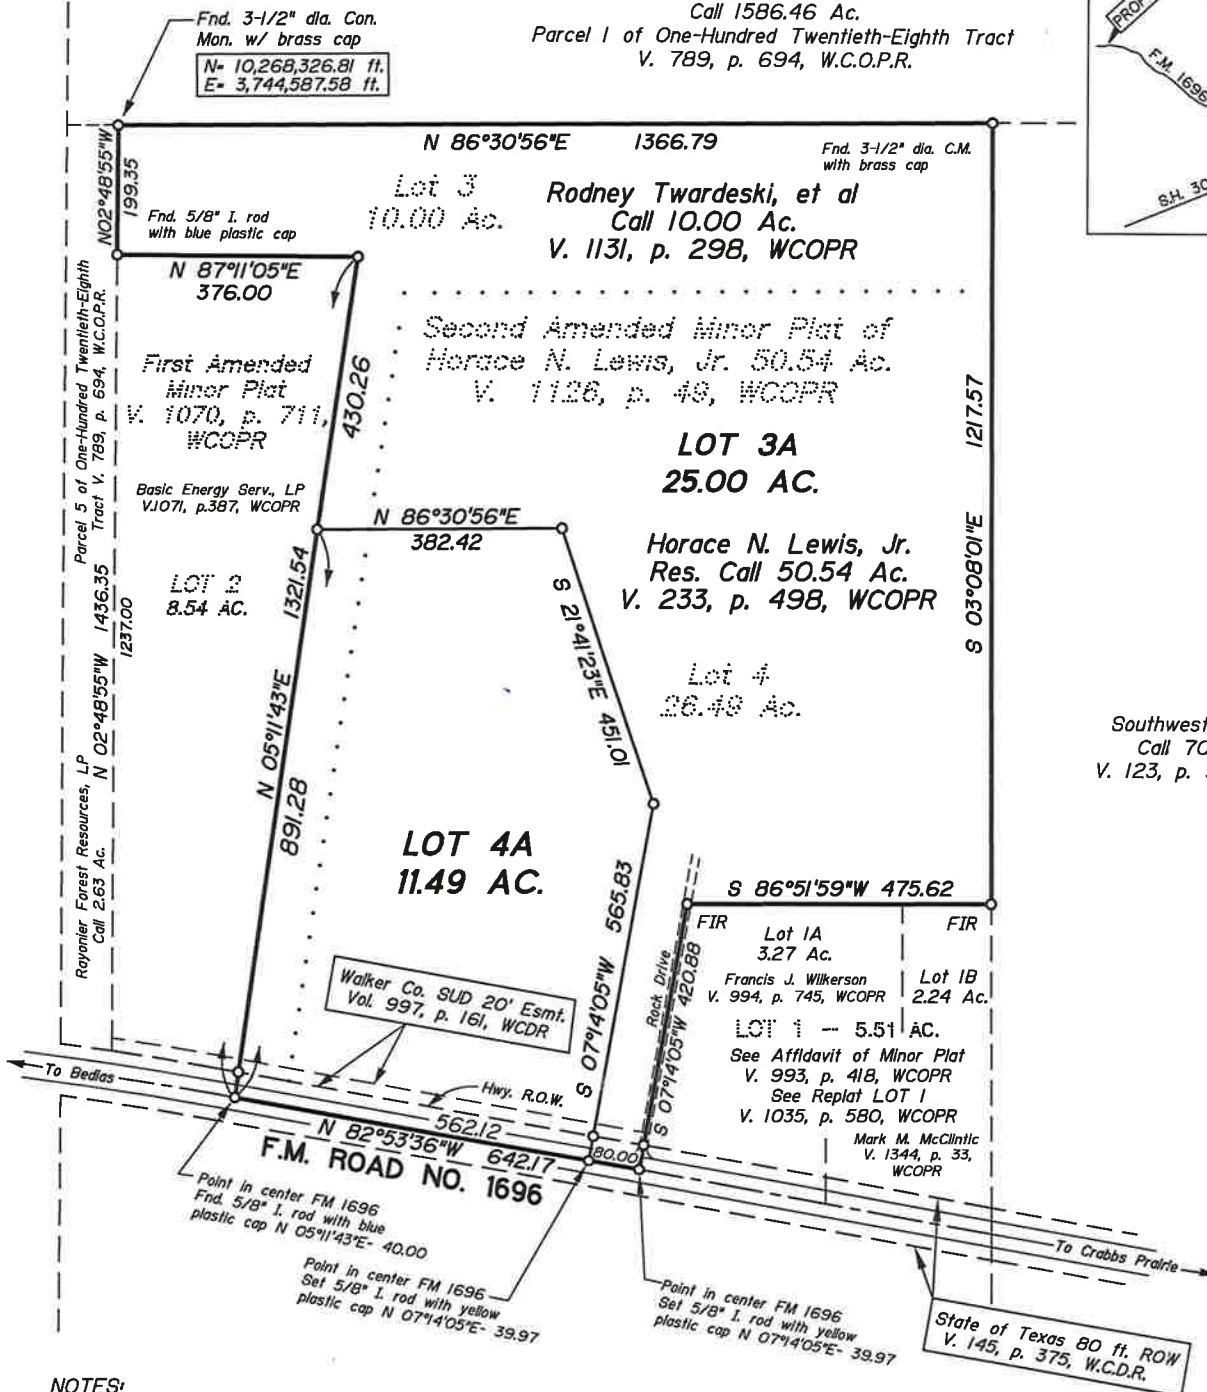 Fnd. 3-1/2" dia. Con.
Mon. w/ brass cap
N= 10,268,326.81 ft.
E= 3,744,587.58 ft.
Call 1586.46 Ac.
Parcel 1 of One-Hundred Twentieth-Eighth Tract
V. 789, p. 694, W.C.O.P.R.
F.M. 1696
N 86°30'56"E 1366.79
Fnd. 3-1/2" dia. C.M.
with brass cap
N02°48'55"W
199.35
Lot 3
10.00 Ac.
Rodney Twardeski, et al
Call 10.00 Ac.
V. 1131, p. 298, WCOPR
Fnd. 5/8" I. rod
with blue plastic cap
N 87°11'05"E
376.00
Second Amended Minor Plat of
Horace N. Lewis, Jr. 50.54 Ac.
V. 1126, p. 49, WCOPR
First Amended
Minor Plat
V. 1070, p. 711,
WCOPR
430.26
1217.57
S 03°08'01"E
LOT 3A
25.00 AC.
Basic Energy Serv., LP
V.1071, p.387, WCOPR
N 86°30'56"E
382.42
Horace N. Lewis, Jr.
Res. Call 50.54 Ac.
V. 233, p. 498, WCOPR
LOT 2
8.54 AC.
S 21°41'23"E 451.01
Lot 4
26.49 Ac.
Parcel 5 of One-Hundred Twentieth-Eighth
Tract V. 789, p. 694, W.C.O.P.R.
Rayonier Forest Resources, LP
Call 2.63 Ac.
N 02°48'55"W 1436.35
1237.00
N 05°11'43"E 1321.54
891.28
Southwest
Call 70
V. 123, p.
LOT 4A
11.49 AC.
S 07°14'05"W 565.83
S 86°51'59"W 475.62
FIR
FIR
Rock Drive
S 07°14'05"W 420.88
Lot 1A
3.27 Ac.
Francis J. Wilkerson
V. 994, p. 745, WCOPR
Lot 1B
2.24 Ac.
LOT 1 -- 5.51 AC.
See Affidavit of Minor Plat
V. 993, p. 418, WCOPR
See Replat LOT 1
V. 1035, p. 580, WCOPR
Mark M. McClintic
V. 1344, p. 33,
WCOPR
Walker Co. SUD 20' Esmt.
Vol. 997, p. 161, WCDR
To Bedias
Hwy. R.O.W.
562.12
N 82°53'36"W 642.17
80.00
F.M. ROAD NO. 1696
Point in center FM 1696
Fnd. 5/8" I. rod with blue
plastic cap N 05°11'43"E- 40.00
Point in center FM 1696
Set 5/8" I. rod with yellow
plastic cap N 07°14'05"E- 39.97
Point in center FM 1696
Set 5/8" I. rod with yellow
plastic cap N 07°14'05"E- 39.97
To Crabbs Prairie
State of Texas 80 ft. ROW
V. 145, p. 375, W.C.D.R.
NOTES: